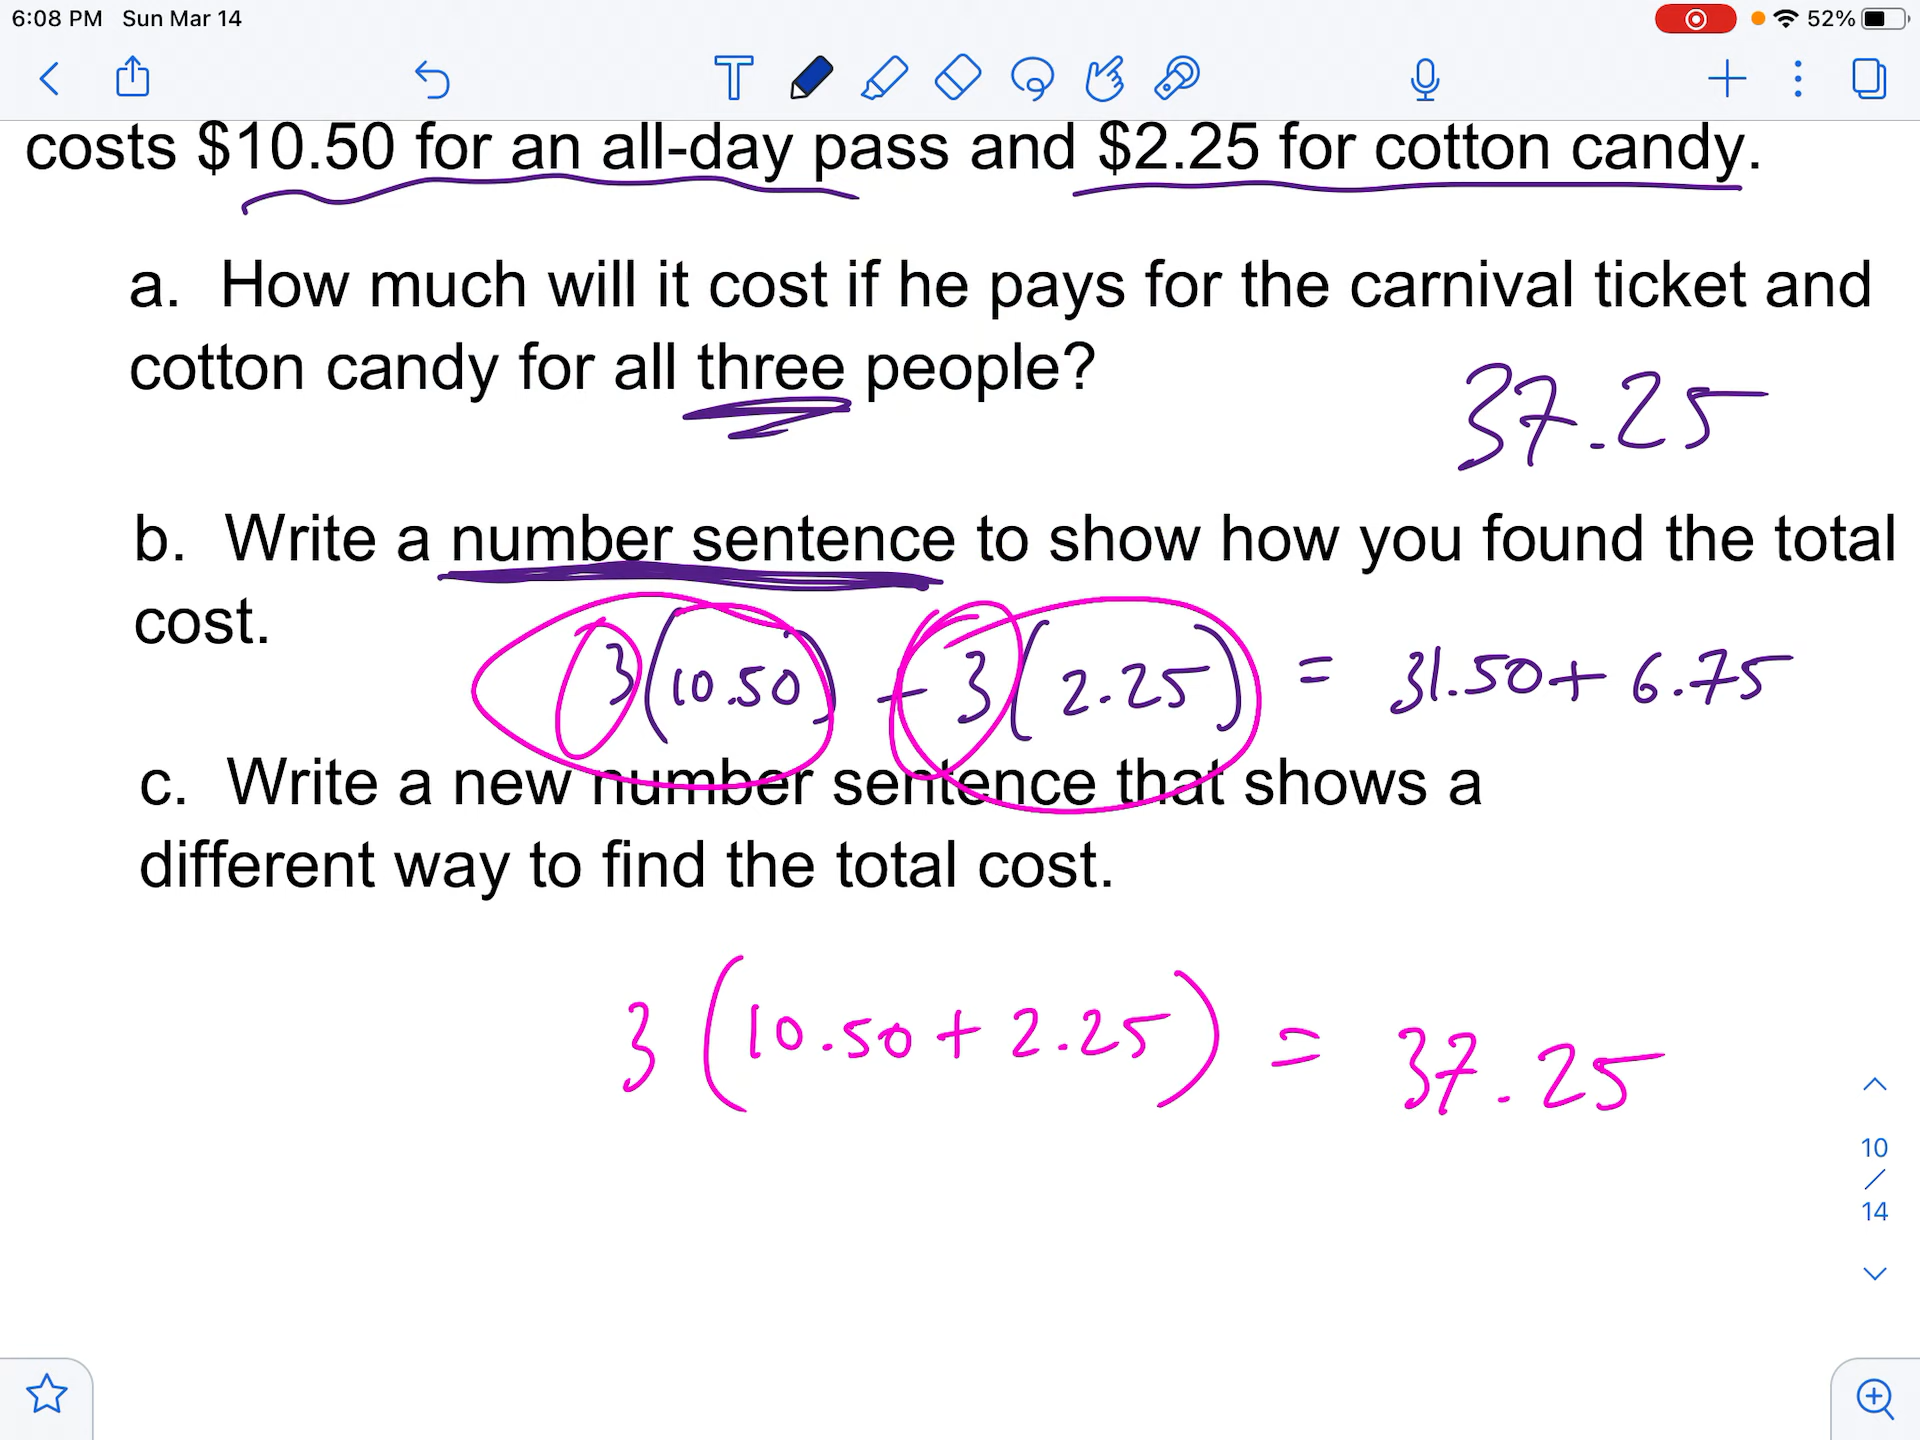 6:08 PM Sun Mar 14 52%
T
costs $10.50 for an all-day pass and $2.25 for cotton candy.
a. How much will it cost if he pays for the carnival ticket and
cotton candy for all three people?
37.25
b. Write a number sentence to show how you found the total
cost.
3(10.50) + 3(2.25) = 31.50+ 6.75
c. Write a new number sentence that shows a
different way to find the total cost.
3(10.50+2.25) = 37.25
10
/
14